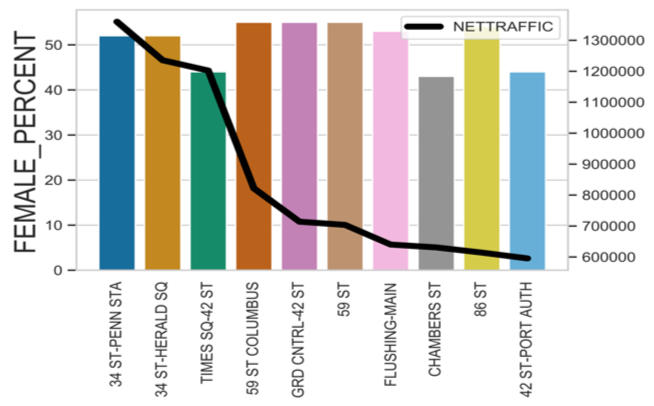 NETTRAFFIC
FEMALE_PERCENT
50
40
30
20
10
0
1300000
1200000
1100000
1000000
900000
800000
700000
600000
34 ST-PENN STA
34 ST-HERALD SQ
TIMES SQ-42 ST
59 ST COLUMBUS
GRD CNTRL-42 ST
59 ST
FLUSHING-MAIN
CHAMBERS ST
86 ST
42 ST-PORT AUTH